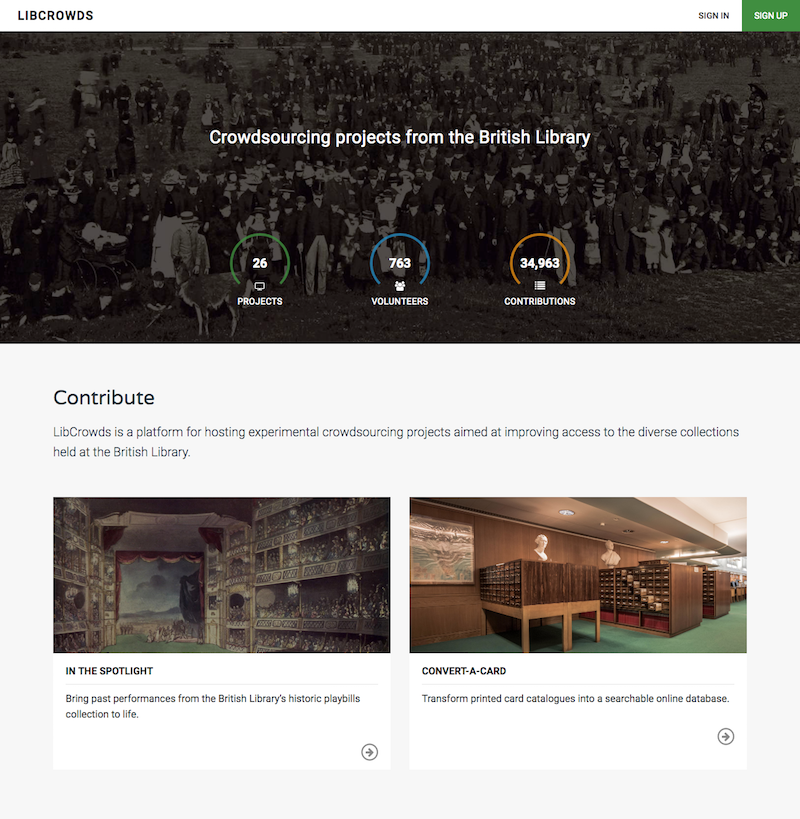 LIBCROWDS
SIGN IN
SIGN UP
Crowdsourcing projects from the British Library
26
763
34,963
PROJECTS
VOLUNTEERS
CONTRIBUTIONS
Contribute
LibCrowds is a platform for hosting experimental crowdsourcing projects aimed at improving access to the diverse collections
held at the British Library.
IN THE SPOTLIGHT
Bring past performances from the British Library's historic playbills
collection to life.
CONVERT-A-CARD
Transform printed card catalogues into a searchable online database.